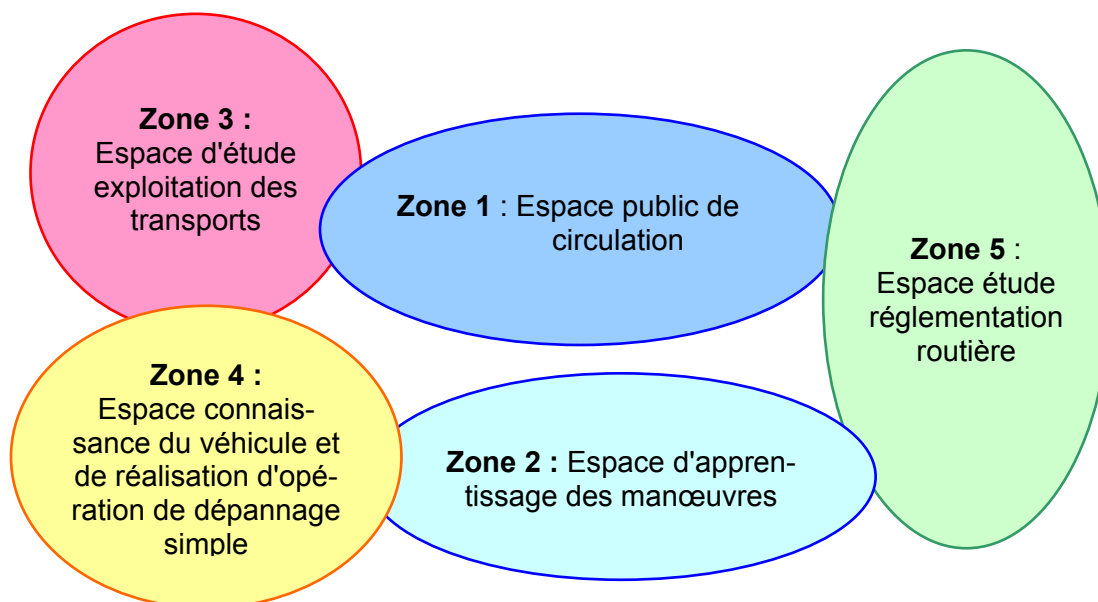 Zone 3 :
Espace d'étude
exploitation des
transports
Zone 1 : Espace public de
circulation
Zone 5 :
Espace étude
réglementation
routière
Zone 4 :
Espace connais-
sance du véhicule et
de réalisation d'opé-
ration de dépannage
simple
Zone 2 : Espace d'appren-
tissage des manœuvres